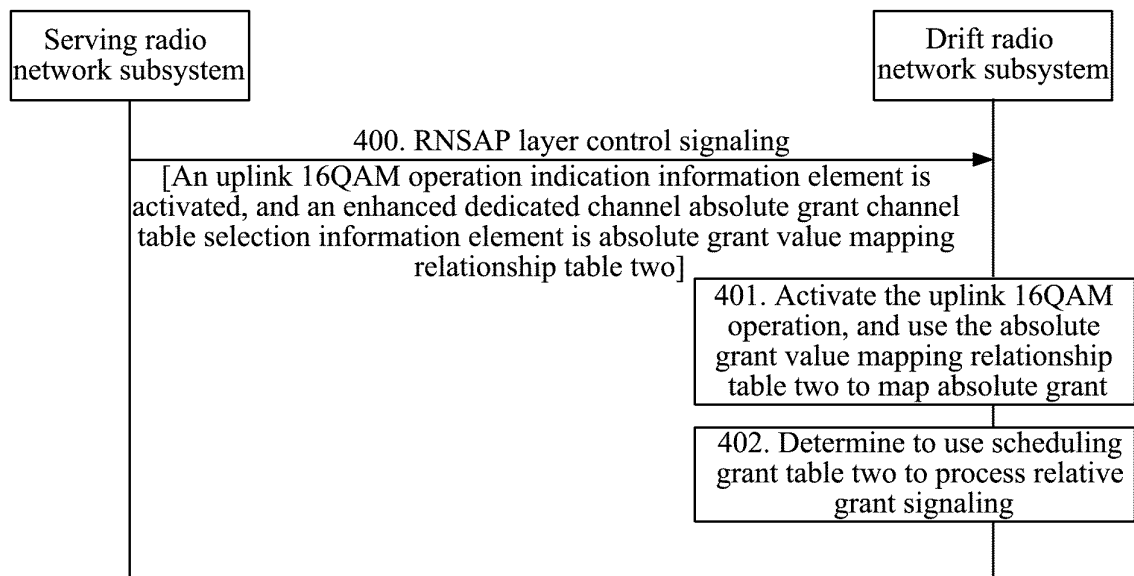 Serving radio
network subsystem
Drift radio
network subsystem
400. RNSAP layer control signaling
[An uplink 16QAM operation indication information element is
activated, and an enhanced dedicated channel absolute grant channel
table selection information element is absolute grant value mapping
relationship table two]
401. Activate the uplink 16QAM
operation, and use the absolute
grant value mapping relationship
table two to map absolute grant
402. Determine to use scheduling
grant table two to process relative
grant signaling